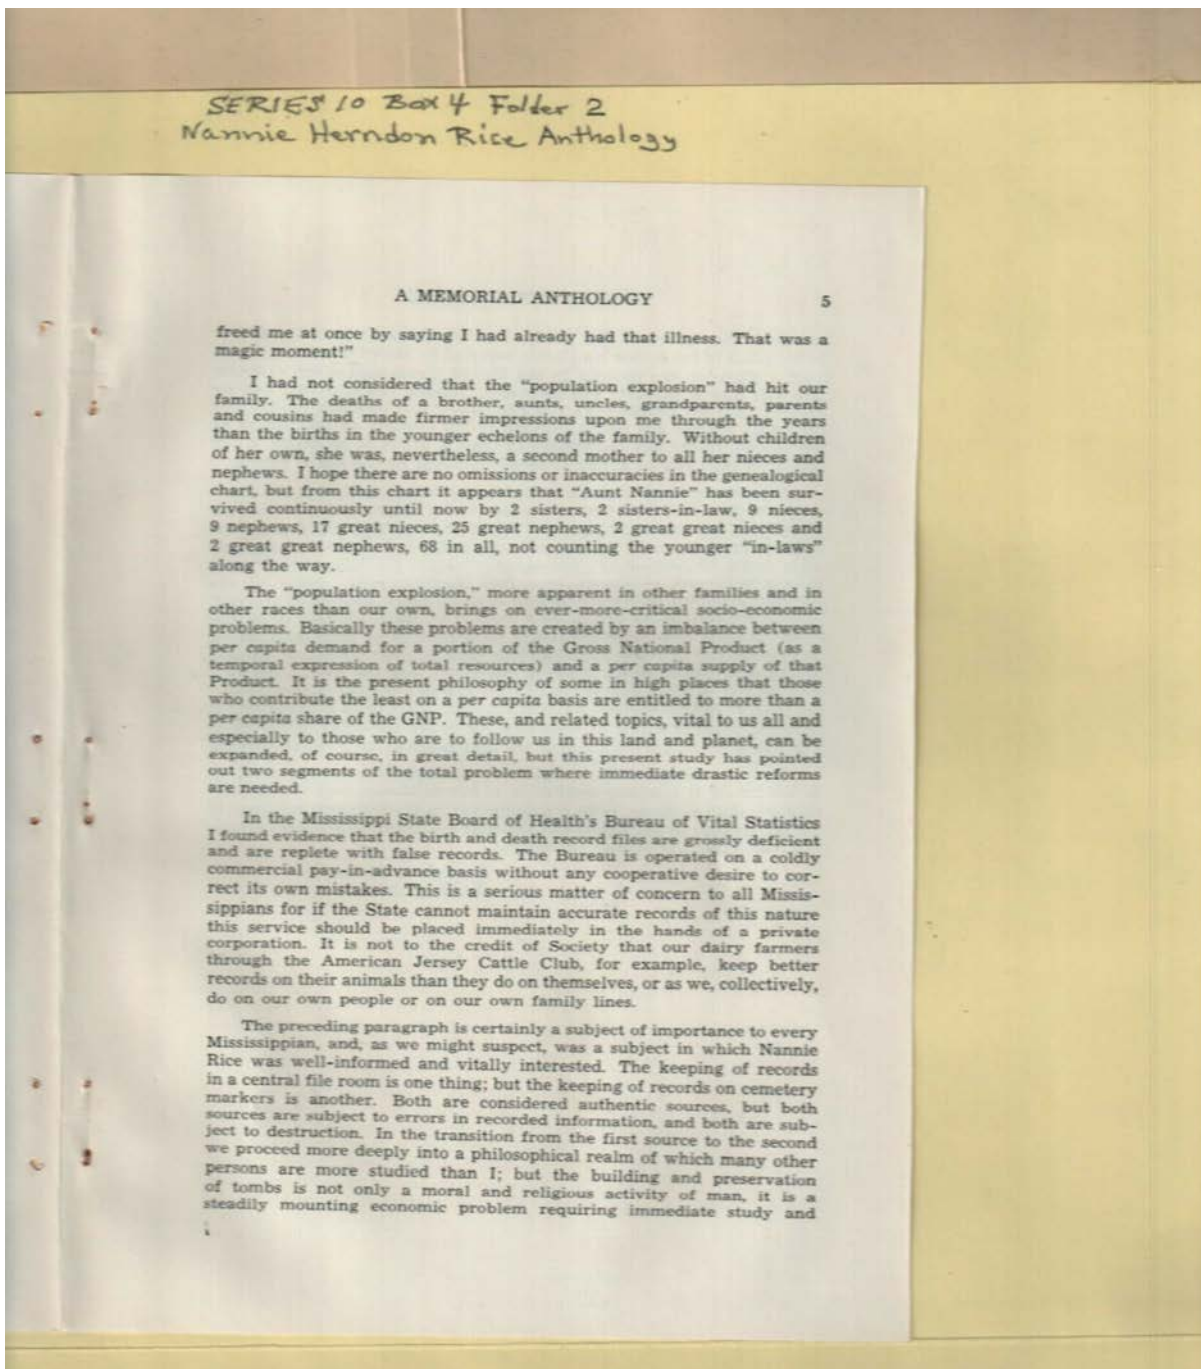 SERIES 10 Box 4 Folder 2
Nannie Herndon Rice Anthology
A MEMORIAL ANTHOLOGY 5
freed me at once by saying I had already had that illness. That was a
magic moment!"
I had not considered that the "population explosion" had hit our
family. The deaths of a brother, aunts, uncles, grandparents, parents
and cousins had made firmer impressions upon me through the years
than the births in the younger echelons of the family. Without children
of her own, she was, nevertheless, a second mother to all her nieces and
nephews. I hope there are no omissions or inaccuracies in the genealogical
chart, but from this chart it appears that "Aunt Nannie" has been sur-
vived continuously until now by 2 sisters, 2 sisters-in-law, 9 nieces,
9 nephews, 17 great nieces, 25 great nephews, 2 great great nieces and
2 great great nephews, 68 in all, not counting the younger "in-laws"
along the way.
The "population explosion," more apparent in other families and in
other races than our own, brings on ever-more-critical socio-economic
problems. Basically these problems are created by an imbalance between
per capita demand for a portion of the Gross National Product (as a
temporal expression of total resources) and a per capita supply of that
Product. It is the present philosophy of some in high places that those
who contribute the least on a per capita basis are entitled to more than a
per capita share of the GNP. These, and related topics, vital to us all and
especially to those who are to follow us in this land and planet, can be
expanded, of course, in great detail, but this present study has pointed
out two segments of the total problem where immediate drastic reforms
are needed.
In the Mississippi State Board of Health's Bureau of Vital Statistics
I found evidence that the birth and death record files are grossly deficient
and are replete with false records. The Bureau is operated on a coldly
commercial pay-in-advance basis without any cooperative desire to cor-
rect its own mistakes. This is a serious matter of concern to all Missis-
sippians for if the State cannot maintain accurate records of this nature
this service should be placed immediately in the hands of a private
corporation. It is not to the credit of Society that our dairy farmers
through the American Jersey Cattle Club, for example, keep better
records on their animals than they do on themselves, or as we, collectively,
do on our own people or on our own family lines.
The preceding paragraph is certainly a subject of importance to every
Mississippian, and, as we might suspect, was a subject in which Nannie
Rice was well-informed and vitally interested. The keeping of records
in a central file room is one thing; but the keeping of records on cemetery
markers is another. Both are considered authentic sources, but both
sources are subject to errors in recorded information, and both are sub-
ject to destruction. In the transition from the first source to the second
we proceed more deeply into a philosophical realm of which many other
persons are more studied than I; but the building and preservation
of tombs is not only a moral and religious activity of man, it is a
steadily mounting economic problem requiring immediate study and